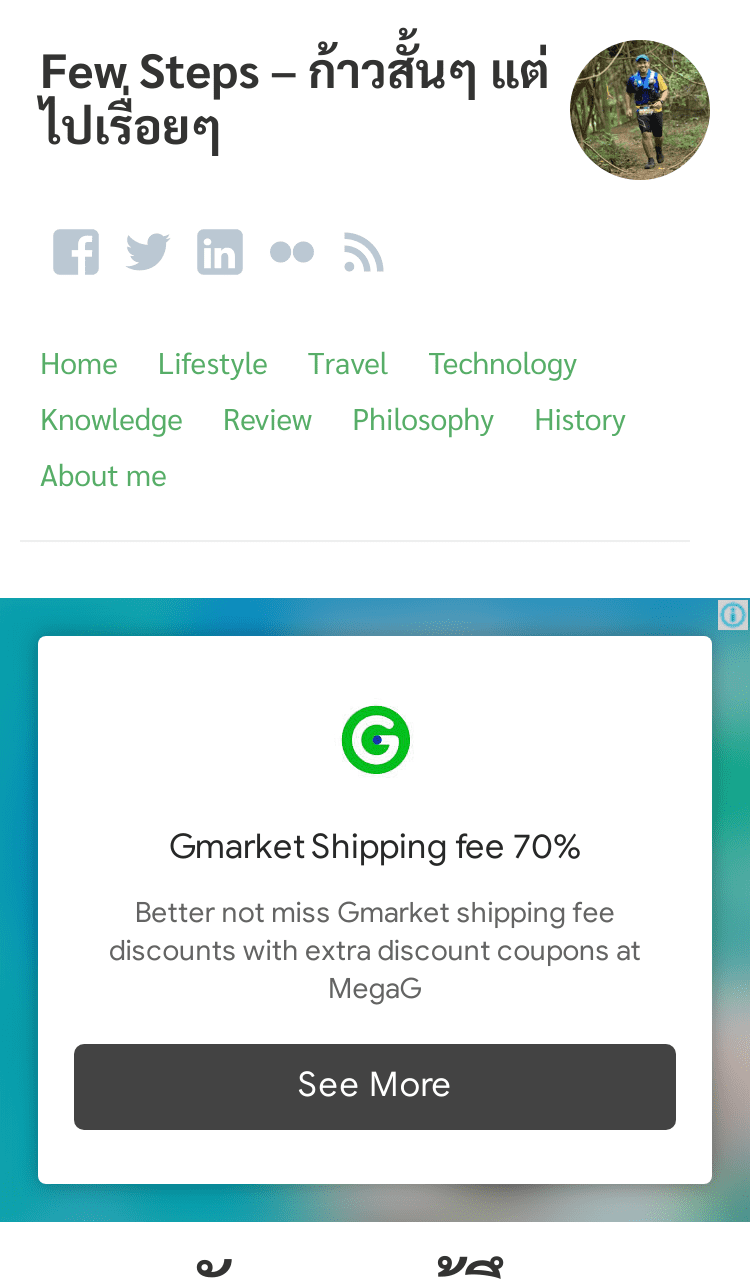 Few Steps – ก้าวสั้นๆ แต่
ไปเรื่อยๆ
Home Lifestyle Travel Technology
Knowledge Review Philosophy History
About me
Gmarket Shipping fee 70%
Better not miss Gmarket shipping fee
discounts with extra discount coupons at
MegaG
See More